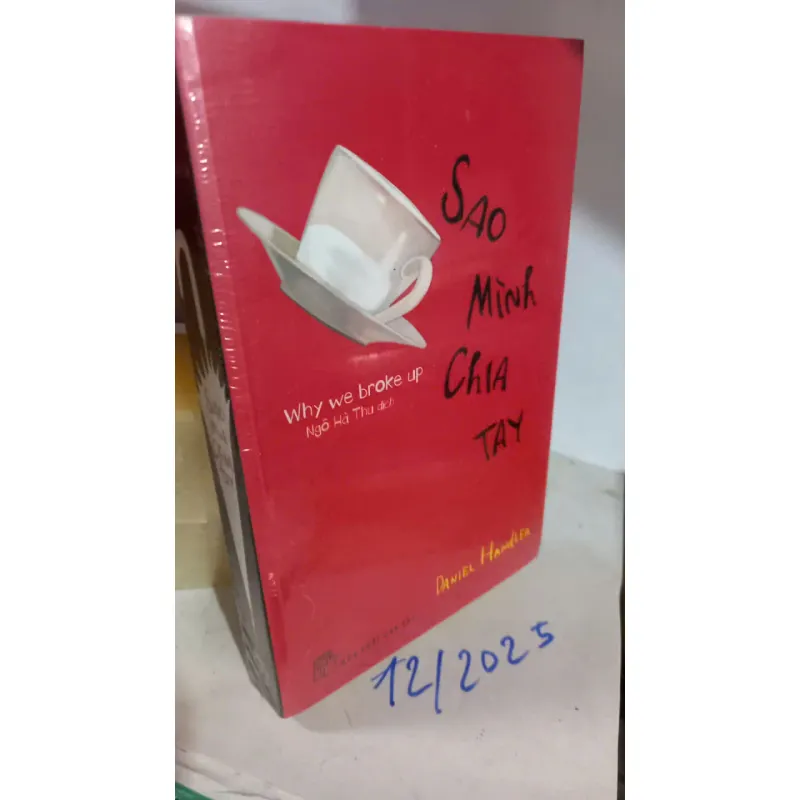 SAO
MÌNH
CHIA
TAY
Why we broke up
Ngô Hà Thu dịch
DANIEL HANDLER
12/2025